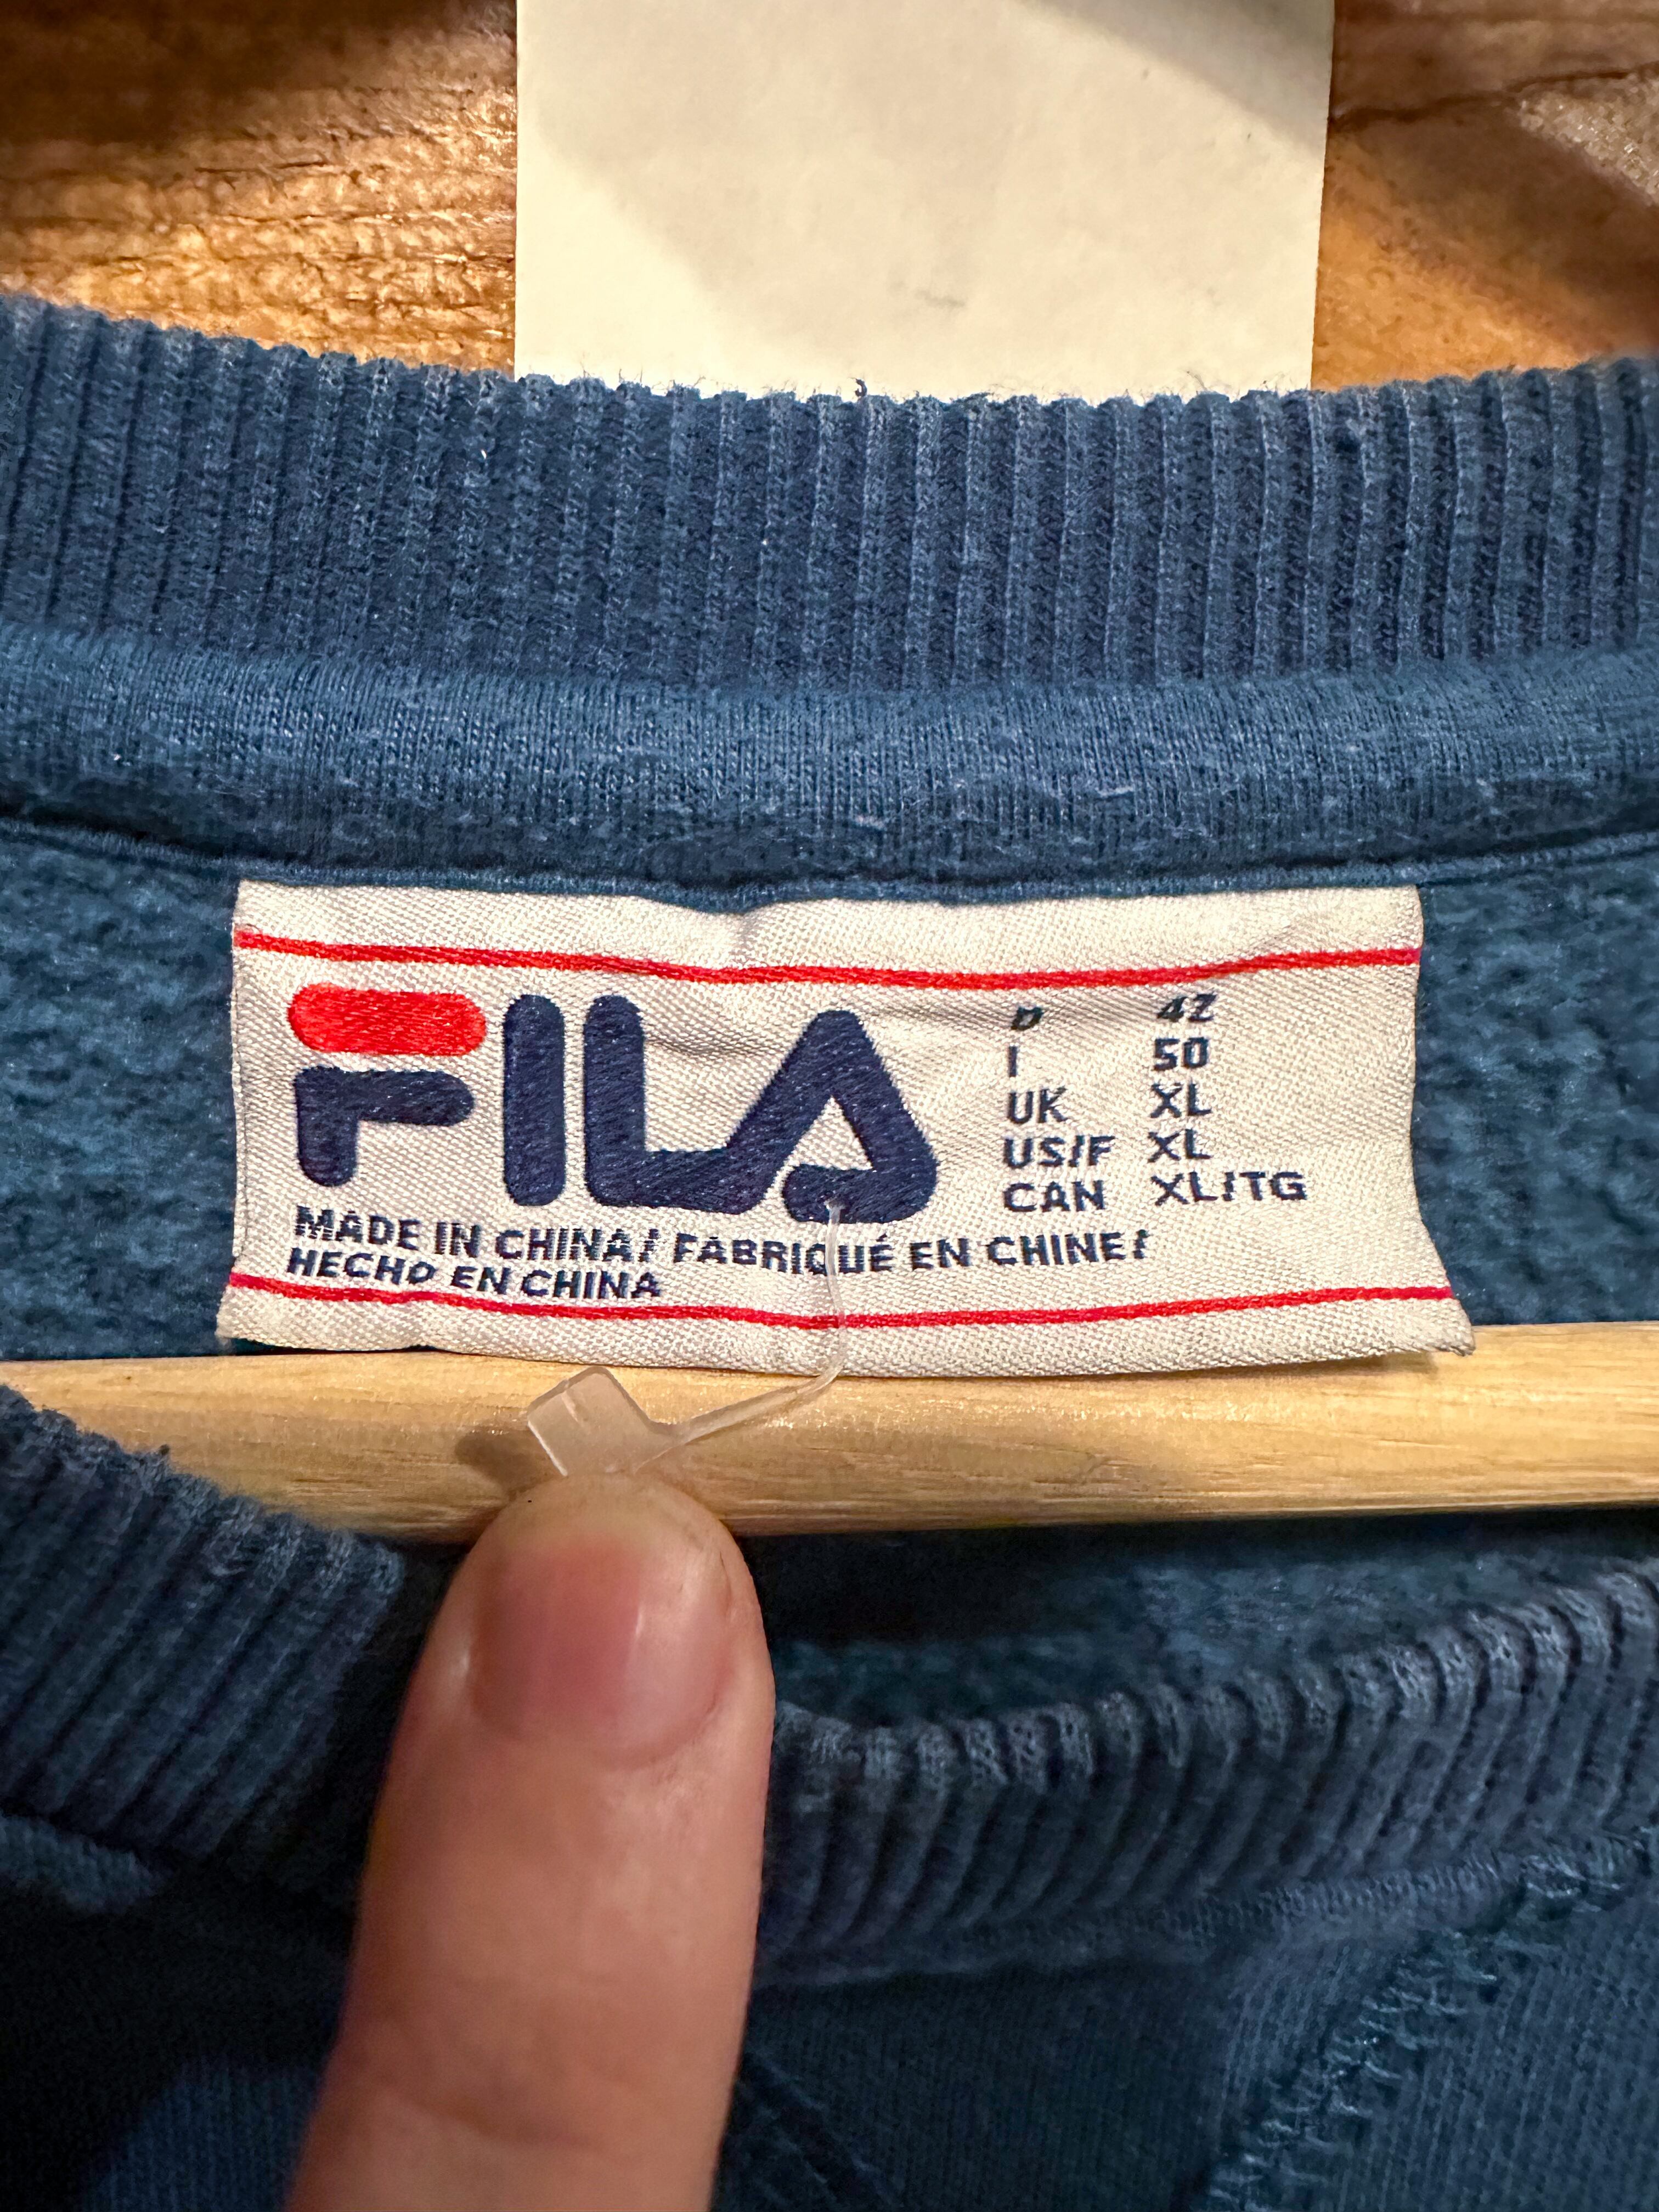 FILA
D 42
I 50
UK XL
US/F XL
CAN XL/TG
MADE IN CHINA/ FABRIQUÉ EN CHINE/
HECHO EN CHINA